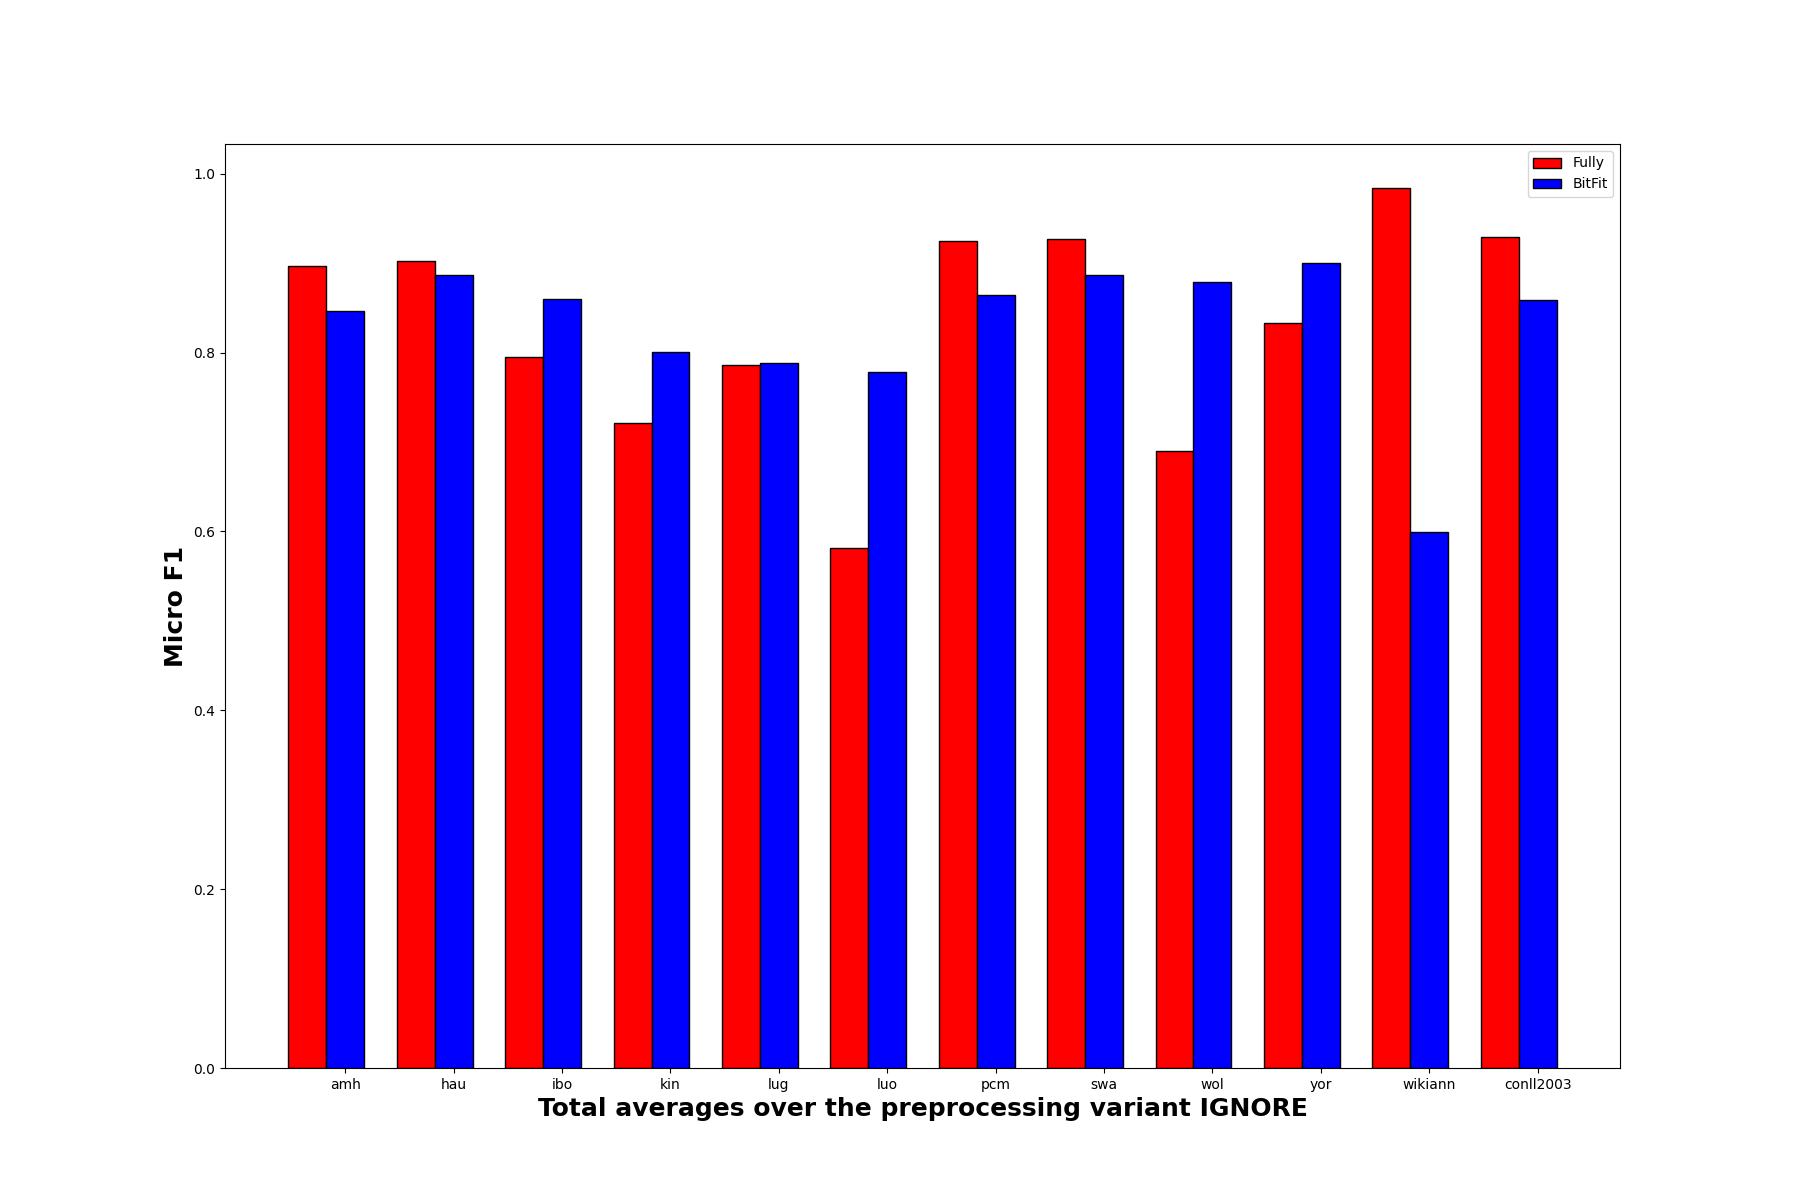 Fully
BitFit
1.0
0.8
0.6
0.4
0.2
0.0
Micro F1
amh hau ibo kin lug luo pcm swa wol yor wikiann conll2003
Total averages over the preprocessing variant IGNORE